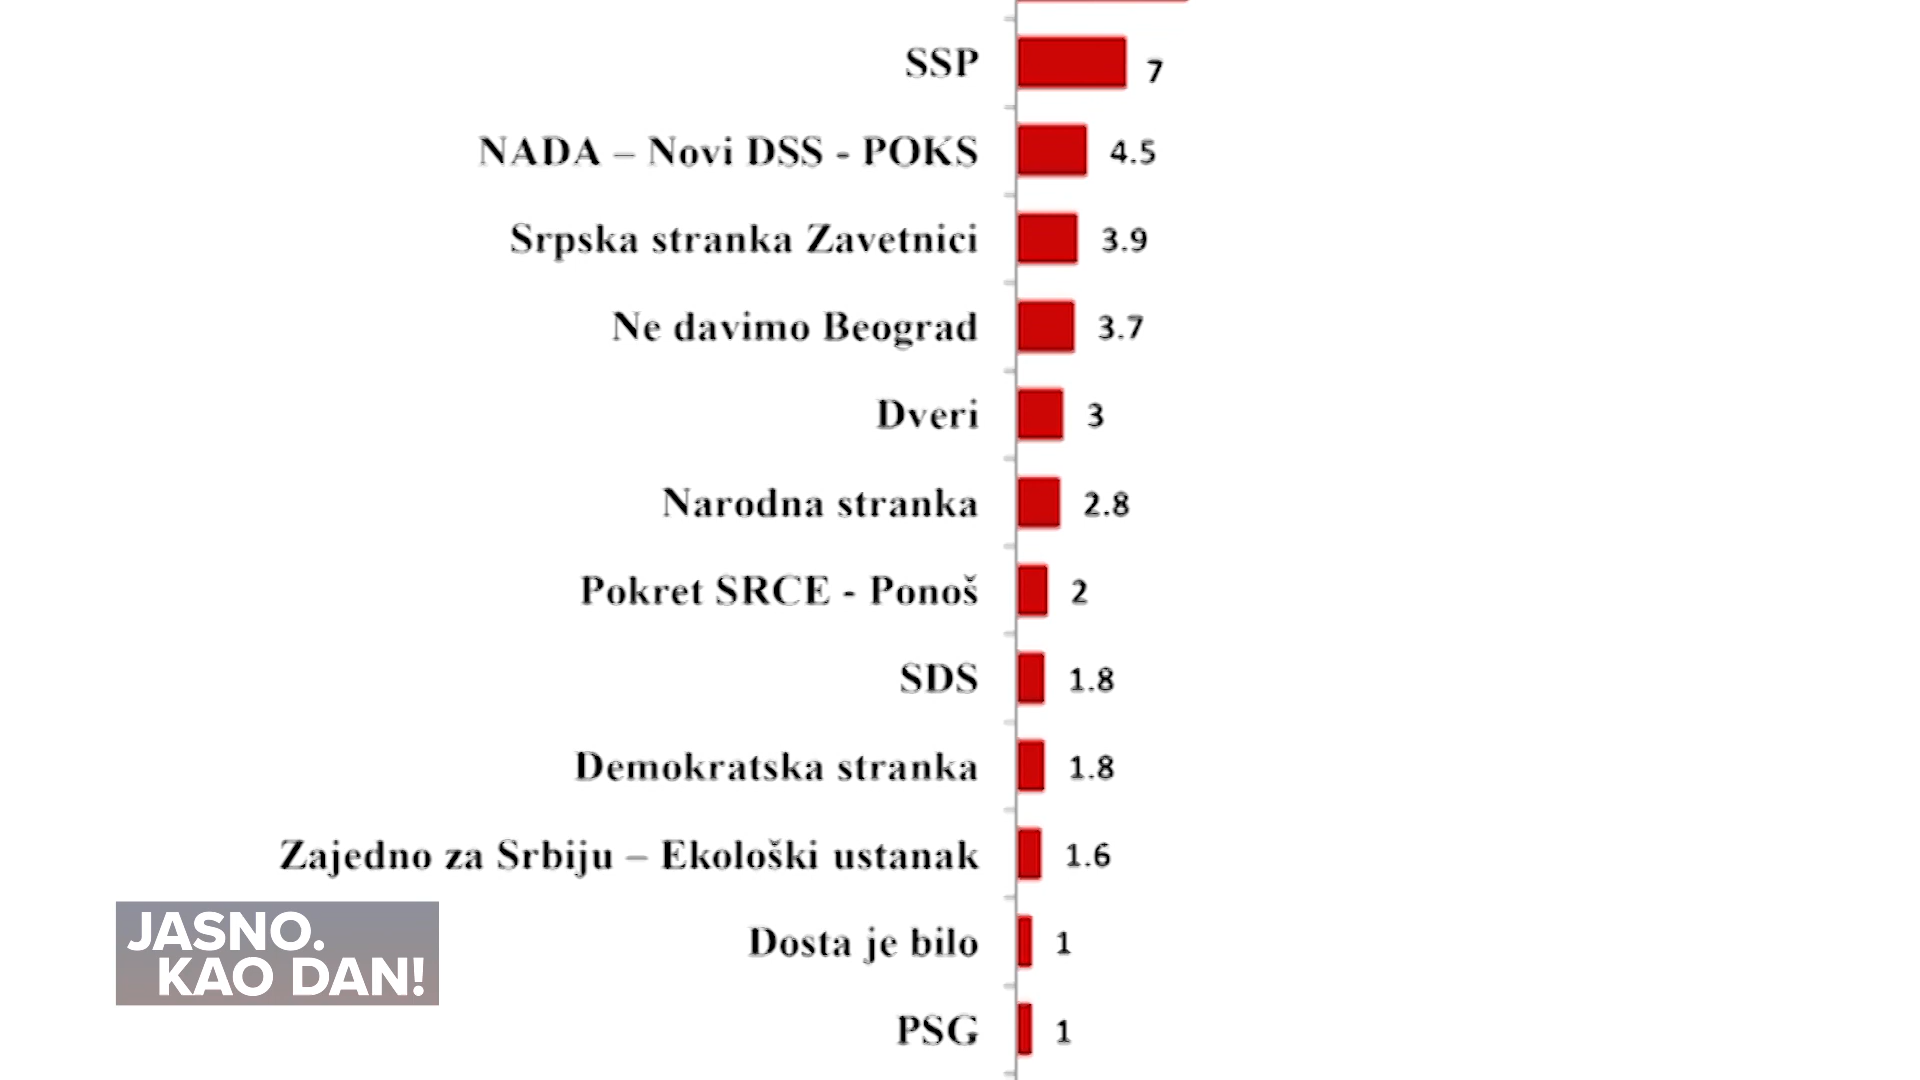 SSP 7
NADA – Novi DSS - POKS 4.5
Srpska stranka Zavetnici 3.9
Ne davimo Beograd 3.7
Dveri 3
Narodna stranka 2.8
Pokret SRCE - Ponoš 2
SDS 1.8
Demokratska stranka 1.8
Zajedno za Srbiju – Ekološki ustanak 1.6
Dosta je bilo 1
PSG 1
JASNO.
KAO DAN!